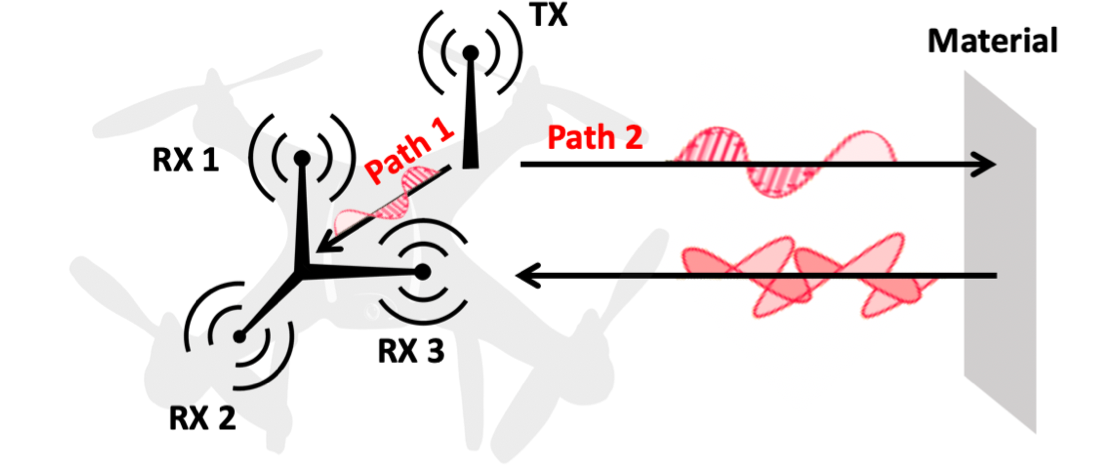 TX
Material
RX 1
Path 1
Path 2
RX 3
RX 2